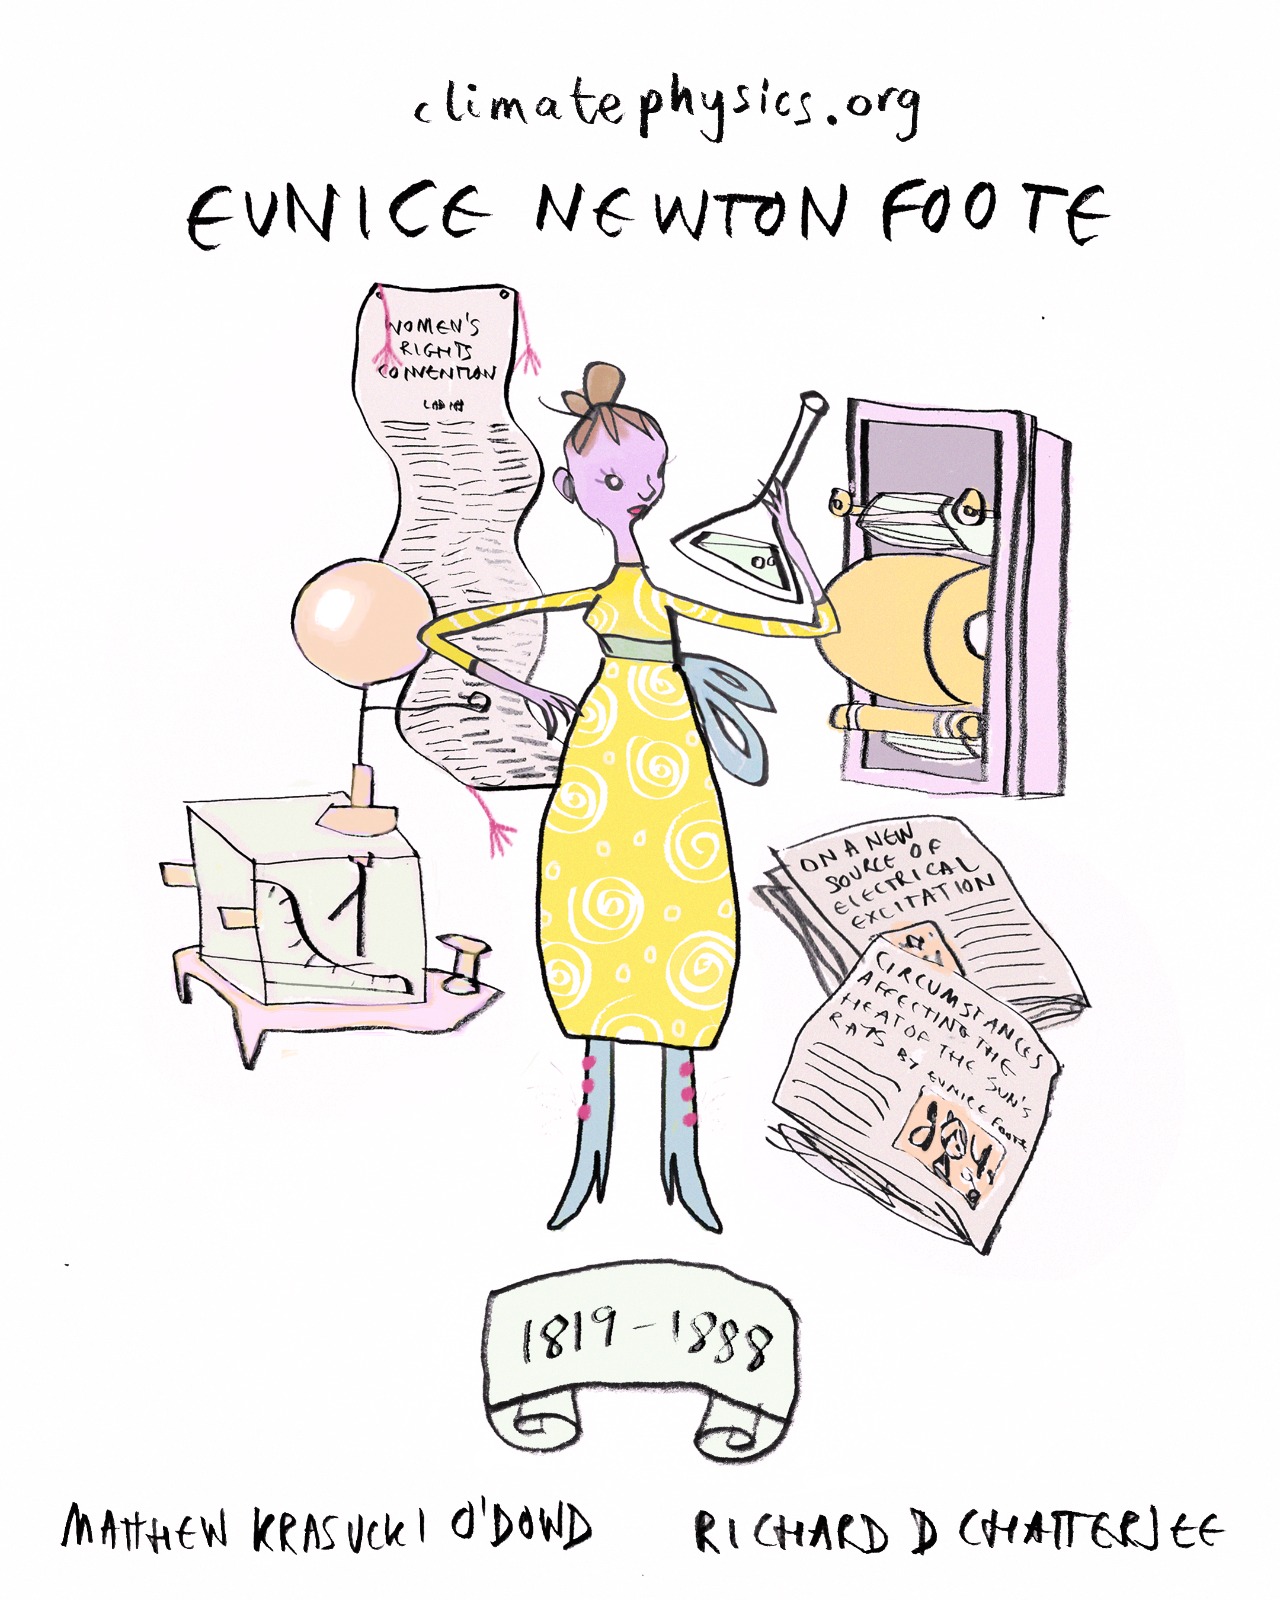 climatephysics.org
EUNICE NEWTON FOOTE
WOMEN'S
RIGHTS
CONVENTION
ON A NEW
SOURCE OF
ELECTRICAL
EXCITATION
CIRCUMSTANCES
AFFECTING THE
HEAT OF THE SUN'S
RAYS BY EUNICE FOOTE
1819-1888
MATTHEW KRASUCKI O'DOWD
RICHARD D CHATTERJEE